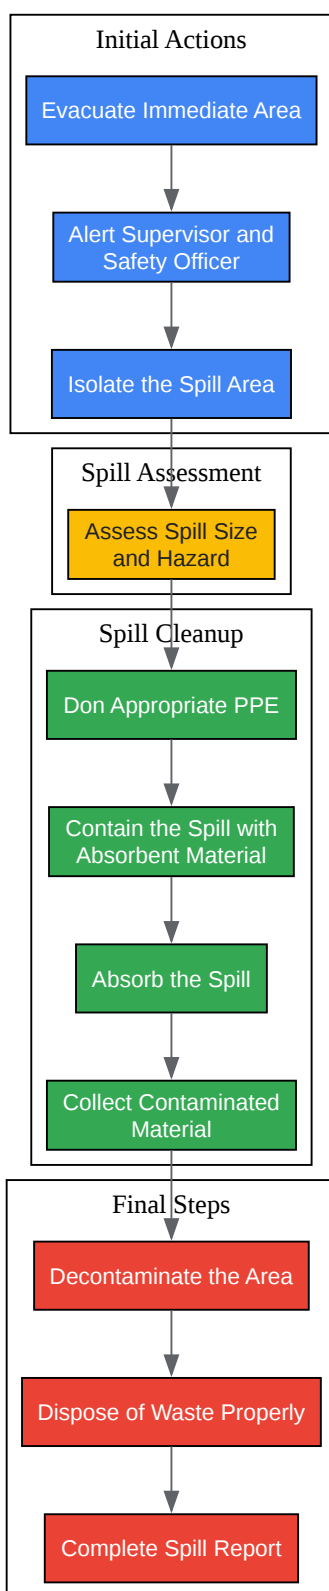 Initial Actions
Evacuate Immediate Area
Alert Supervisor and
Safety Officer
Isolate the Spill Area
Spill Assessment
Assess Spill Size
and Hazard
Spill Cleanup
Don Appropriate PPE
Contain the Spill with
Absorbent Material
Absorb the Spill
Collect Contaminated
Material
Final Steps
Decontaminate the Area
Dispose of Waste Properly
Complete Spill Report